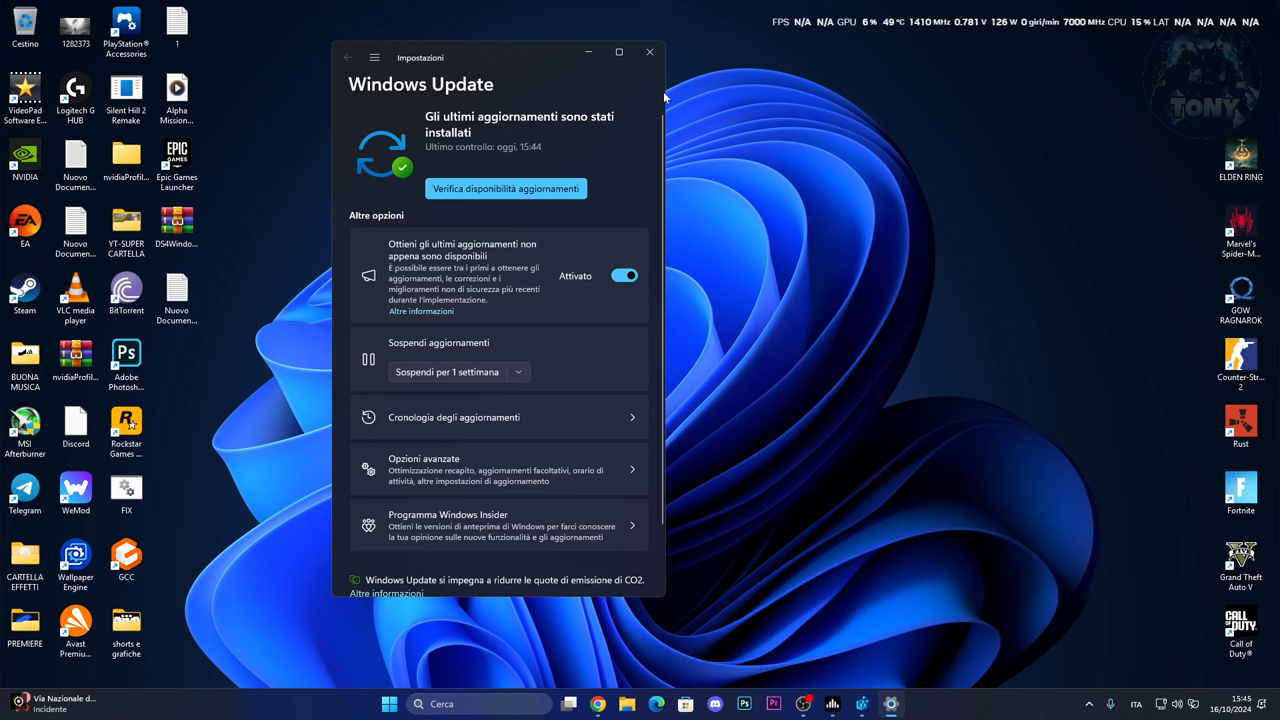 FPS N/A N/A GPU 6 % 49 °C 1410 MHz 0.781 V 126 W 0 giri/min 7000 MHz CPU 15 % LAT N/A N/A N/A N/A
TONY
Cestino
1282373
PlayStation®
Accessories
1
VideoPad
Software E...
Logitech G
HUB
Silent Hill 2
Remake
Alpha
Mission...
NVIDIA
Nuovo
Documen...
nvidiaProfil...
Epic Games
Launcher
EA
Nuovo
Documen...
YT-SUPER
CARTELLA
DS4Windo...
Steam
VLC media
player
BitTorrent
Nuovo
Documen...
BUONA
MUSICA
nvidiaProfil...
Adobe
Photosh...
MSI
Afterburner
Discord
Rockstar
Games ...
Telegram
WeMod
FIX
CARTELLA
EFFETTI
Wallpaper
Engine
GCC
PREMIERE
Avast
Premiu...
shorts e
grafiche
Impostazioni
Windows Update
Gli ultimi aggiornamenti sono stati
installati
Ultimo controllo: oggi, 15:44
Verifica disponibilità aggiornamenti
Altre opzioni
Ottieni gli ultimi aggiornamenti non
appena sono disponibili
È possibile essere tra i primi a ottenere gli
aggiornamenti, le correzioni e i
miglioramenti non di sicurezza più recenti
durante l'implementazione.
Altre informazioni
Attivato
Sospendi aggiornamenti
Sospendi per 1 settimana
Cronologia degli aggiornamenti
Opzioni avanzate
Ottimizzazione recapito, aggiornamenti facoltativi, orario di
attività, altre impostazioni di aggiornamento
Programma Windows Insider
Ottieni le versioni di anteprima di Windows per farci conoscere
la tua opinione sulle nuove funzionalità e gli aggiornamenti
Windows Update si impegna a ridurre le quote di emissione di CO2.
Altre informazioni
ELDEN RING
Marvel's
Spider-M...
GOW
RAGNAROK
Counter-Str...
2
Rust
Fortnite
Grand Theft
Auto V
CALL OF DUTY
Call of
Duty®
Via Nazionale d...
Incidente
Cerca
ITA
15:45
16/10/2024